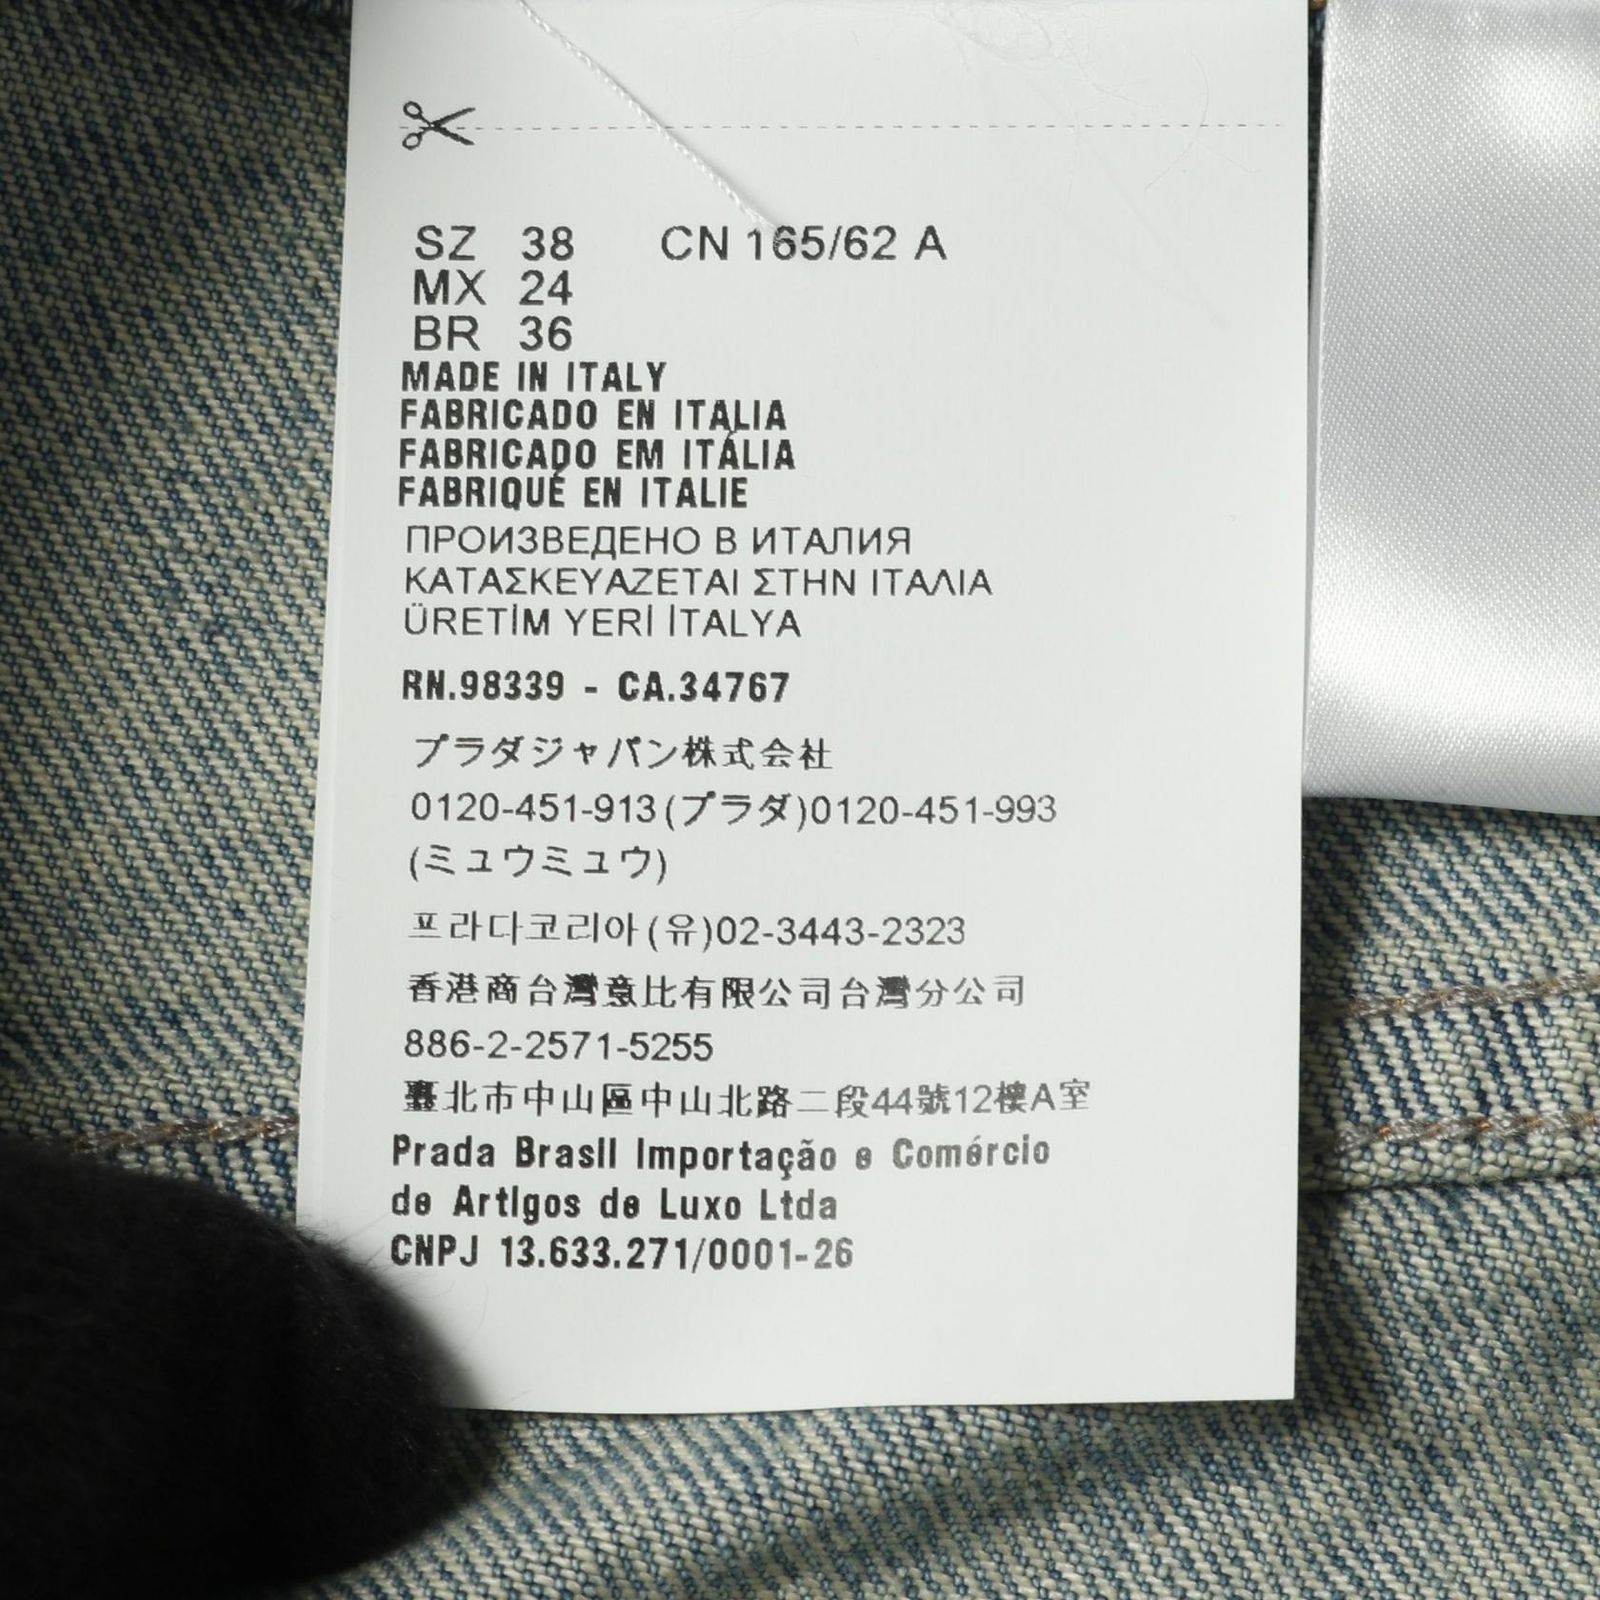 SZ 38 CN 165/62 A
MX 24
BR 36
MADE IN ITALY
FABRICADO EN ITALIA
FABRICADO EM ITÁLIA
FABRIQUÉ EN ITALIE
ПРОИЗВЕДЕНО В ИТАЛИЯ
ΚΑΤΑΣΚΕΥΑΖΕΤΑΙ ΣΤΗΝ ΙΤΑΛΙΑ
ÜRETİM YERİ İTALYA
RN.98339 - CA.34767
プラダジャパン株式会社
0120-451-913(プラダ)0120-451-993
(ミュウミュウ)
프라다코리아(유)02-3443-2323
香港商台灣意比有限公司台灣分公司
886-2-2571-5255
臺北市中山區中山北路二段44號12樓A室
Prada Brasil Importação e Comércio
de Artigos de Luxo Ltda
CNPJ 13.633.271/0001-26